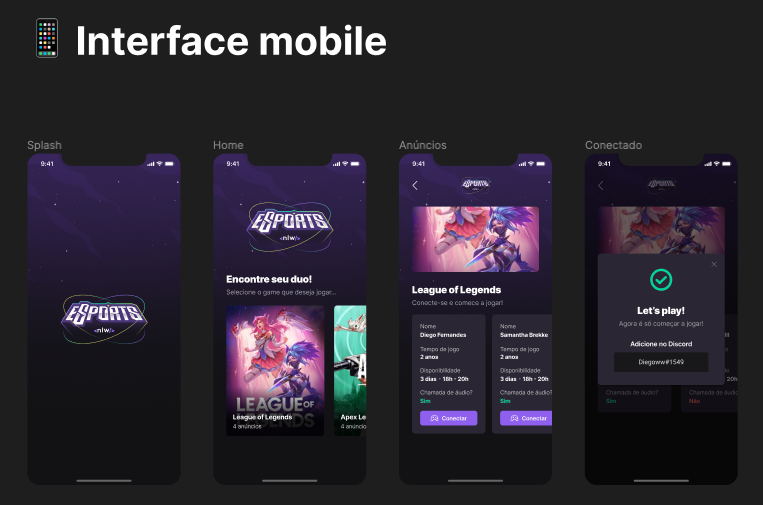 Interface mobile
Splash
9:41
ESPORTS
<nlw/>
Home
9:41
ESPORTS
<nlw/>
Encontre seu duo!
Selecione o game que deseja jogar...
LEAGUE OF
LEGENDS
League of Legends
4 anúncios
Apex Le
4 anúncio
Anúncios
9:41
ESPORTS
League of Legends
Conecte-se e comece a jogar!
Nome
Diego Fernandes
Tempo de jogo
2 anos
Disponibilidade
3 dias · 18h - 20h
Chamada de áudio?
Sim
Conectar
Nome
Samantha Brekke
Tempo de jogo
2 anos
Disponibilidade
3 dias · 18h - 20h
Chamada de áudio?
Sim
Conectar
Conectado
9:41
ESPORTS
Let's play!
Agora é só começar a jogar!
Adicione no Discord
Diegoww#1549
Chamada de áudio?
Sim
Chamada de áudio
Não